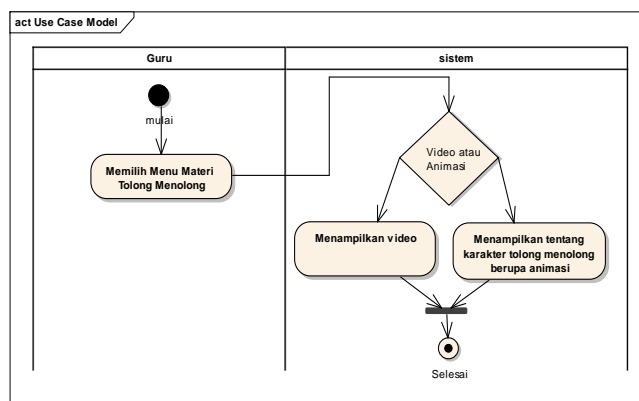 act Use Case Model
Guru
sistem
mulai
Memilih Menu Materi
Tolong Menolong
Video atau
Animasi
Menampilkan video
Menampilkan tentang
karakter tolong menolong
berupa animasi
Selesai